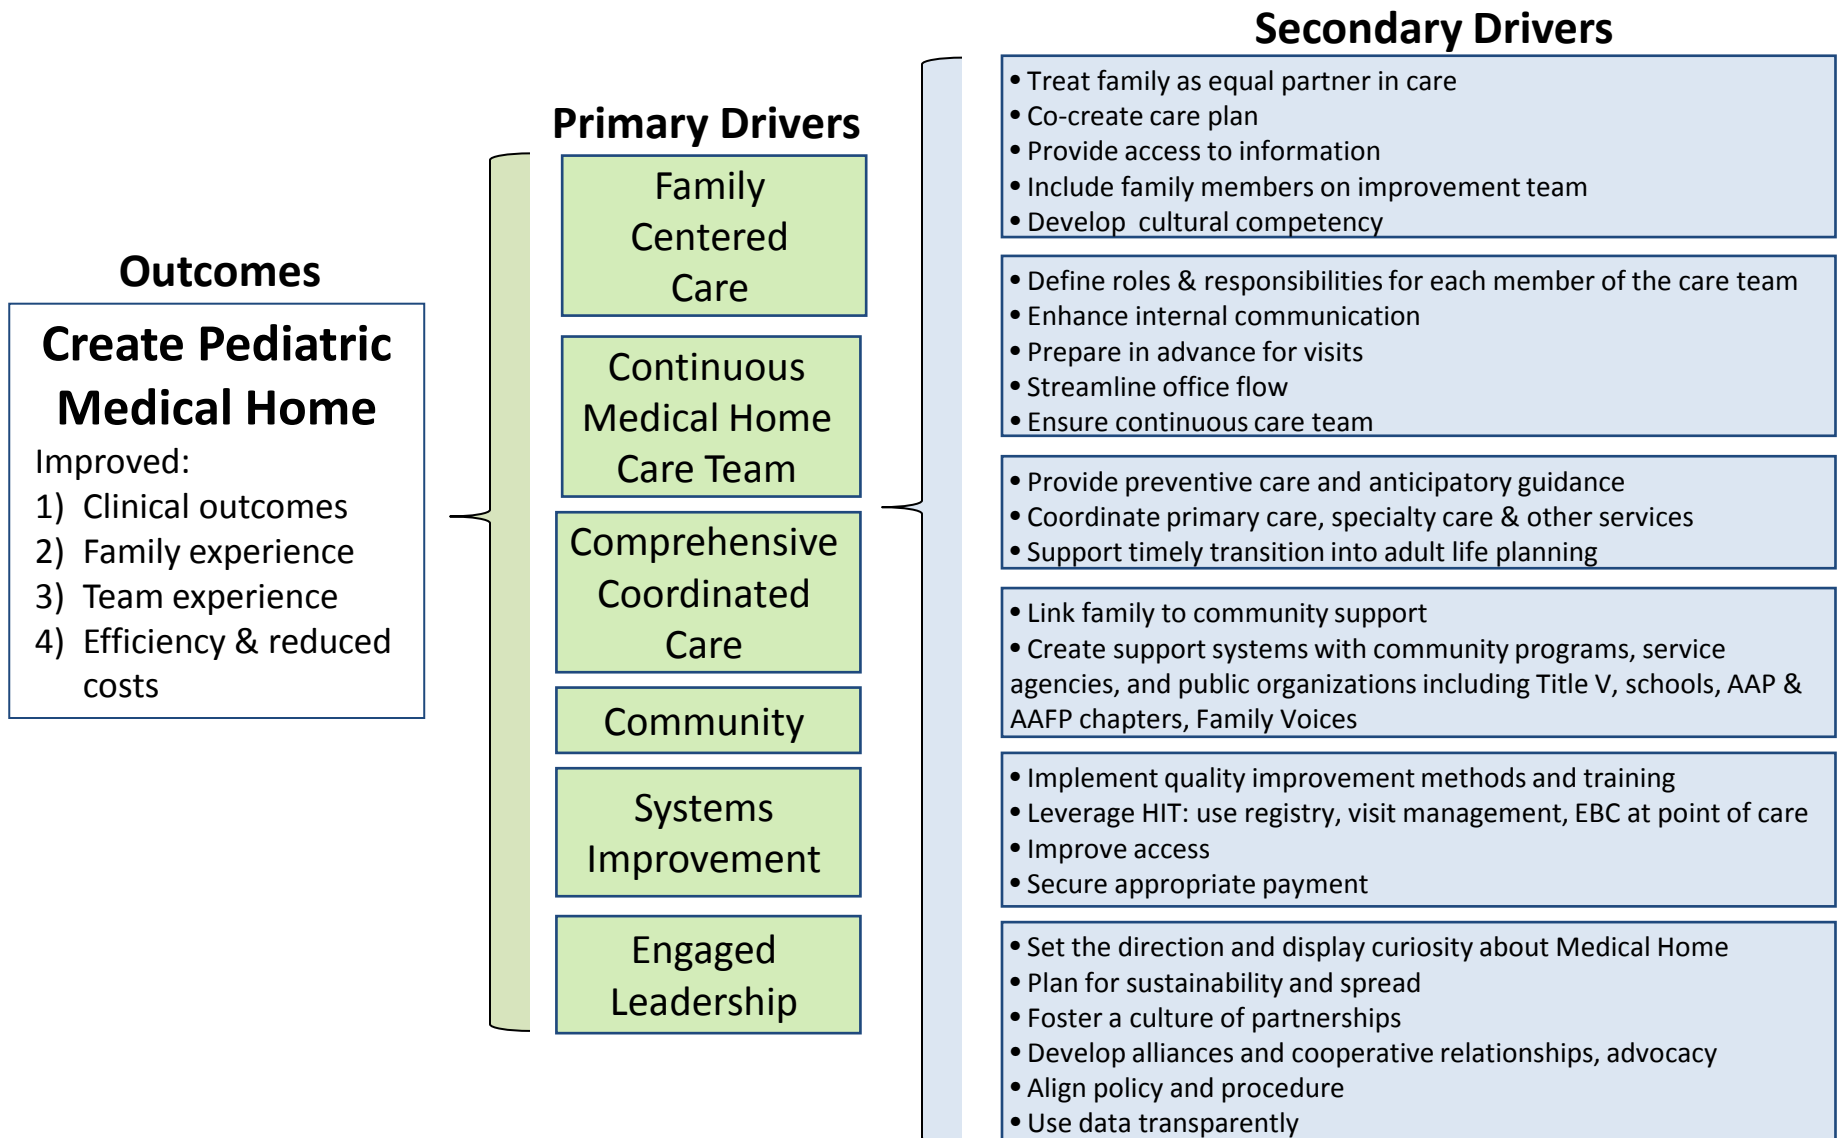 Outcomes
Create Pediatric
Medical Home
Improved:
1) Clinical outcomes
2) Family experience
3) Team experience
4) Efficiency & reduced
costs
Primary Drivers
Family
Centered
Care
Continuous
Medical Home
Care Team
Comprehensive
Coordinated
Care
Community
Systems
Improvement
Engaged
Leadership
Secondary Drivers
• Treat family as equal partner in care
• Co-create care plan
• Provide access to information
• Include family members on improvement team
• Develop cultural competency
• Define roles & responsibilities for each member of the care team
• Enhance internal communication
• Prepare in advance for visits
• Streamline office flow
• Ensure continuous care team
• Provide preventive care and anticipatory guidance
• Coordinate primary care, specialty care & other services
• Support timely transition into adult life planning
• Link family to community support
• Create support systems with community programs, service
agencies, and public organizations including Title V, schools, AAP &
AAFP chapters, Family Voices
• Implement quality improvement methods and training
• Leverage HIT: use registry, visit management, EBC at point of care
• Improve access
• Secure appropriate payment
• Set the direction and display curiosity about Medical Home
• Plan for sustainability and spread
• Foster a culture of partnerships
• Develop alliances and cooperative relationships, advocacy
• Align policy and procedure
• Use data transparently